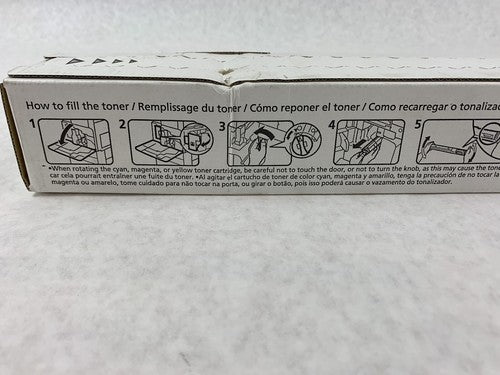 How to fill the toner / Remplissage du toner / Cómo reponer el toner / Como recarregar o tonalizac
1 2 3 4 5
•When rotating the cyan, magenta, or yellow toner cartridge, be careful not to touch the door, or not to turn the knob, as this may cause the tone
car cela pourrait entraîner une fuite du toner. •Al agitar el cartucho de toner de color cyan, magenta y amarillo, tenga la precaución de no tocar la
magenta ou amarelo, tome cuidado para não tocar na porta, ou girar o botão, pois isso poderá causar o vazamento do tonalizador.